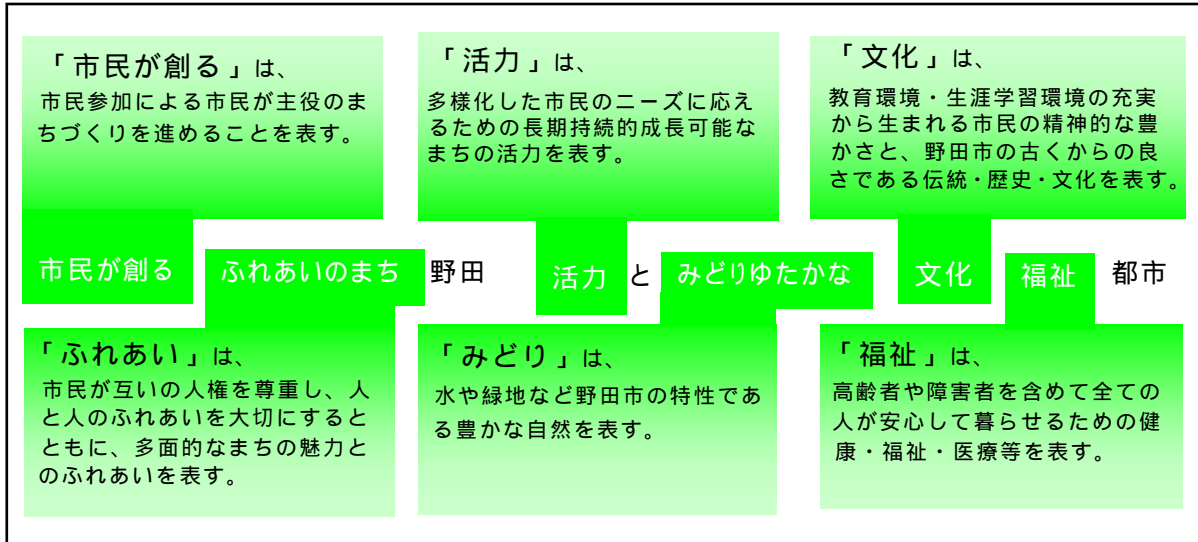 「市民が創る」は、
市民参加による市民が主役のま
ちづくりを進めることを表す。
「活力」は、
多様化した市民のニーズに応え
るための長期持続的成長可能な
まちの活力を表す。
「文化」は、
教育環境・生涯学習環境の充実
から生まれる市民の精神的な豊
かさと、野田市の古くからの良
さである伝統・歴史・文化を表す。
市民が創る ふれあいのまち 野田 活力 と みどりゆたかな 文化 福祉 都市
「ふれあい」は、
市民が互いの人権を尊重し、人
と人のふれあいを大切にすると
ともに、多面的なまちの魅力と
のふれあいを表す。
「みどり」は、
水や緑地など野田市の特性であ
る豊かな自然を表す。
「福祉」は、
高齢者や障害者を含めて全ての
人が安心して暮らせるための健
康・福祉・医療等を表す。